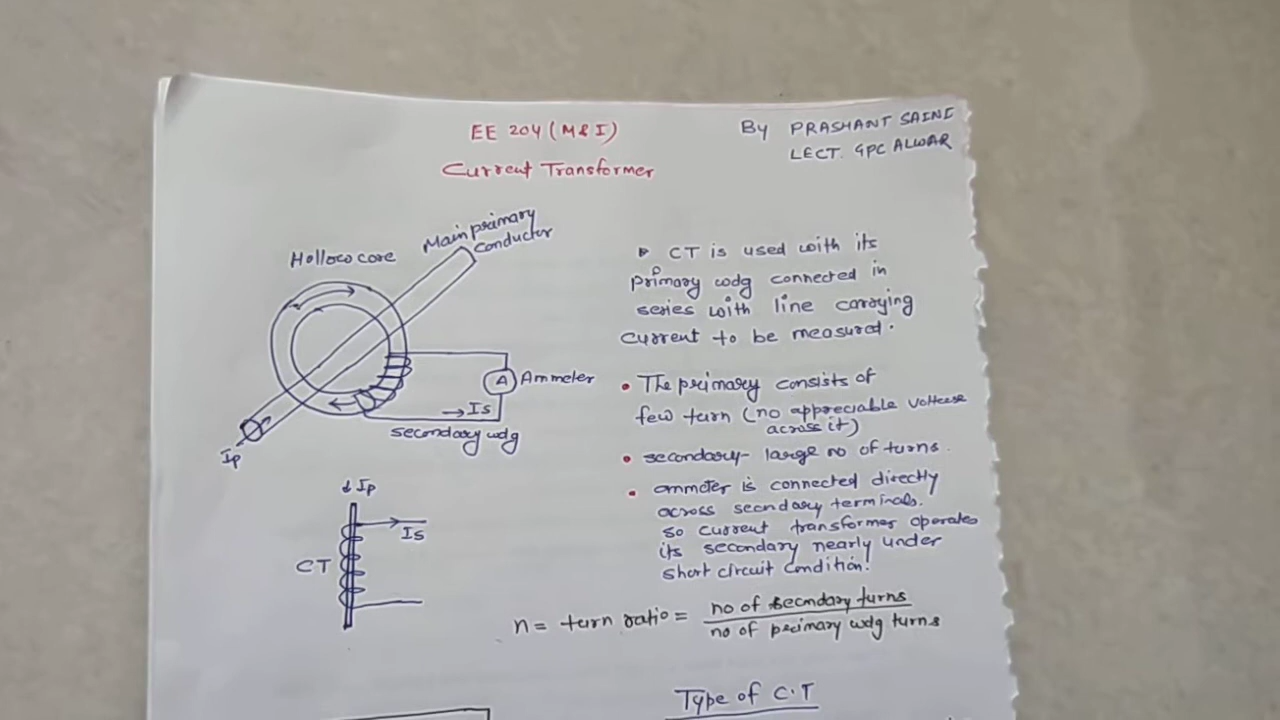 EE 204 (M&I)
Current Transformer
By PRASHANT SAINI
LECT. GPC ALWAR
Hollow core
Main primary
conductor
A Ammeter
→ Is
secondary wdg
Ip
↓ Ip
Is
CT
CT is used with its
primary wdg connected in
series with line carrying
current to be measured.
• The primary consists of
few turn (no appreciable voltage
across it)
• secondary- large no of turns.
• ammeter is connected directly
across secndary terminals.
so current transformer operates
its secondary nearly under
short circuit condition.
n = turn ratio = no of secndary turns
no of primary wdg turns
Type of C.T